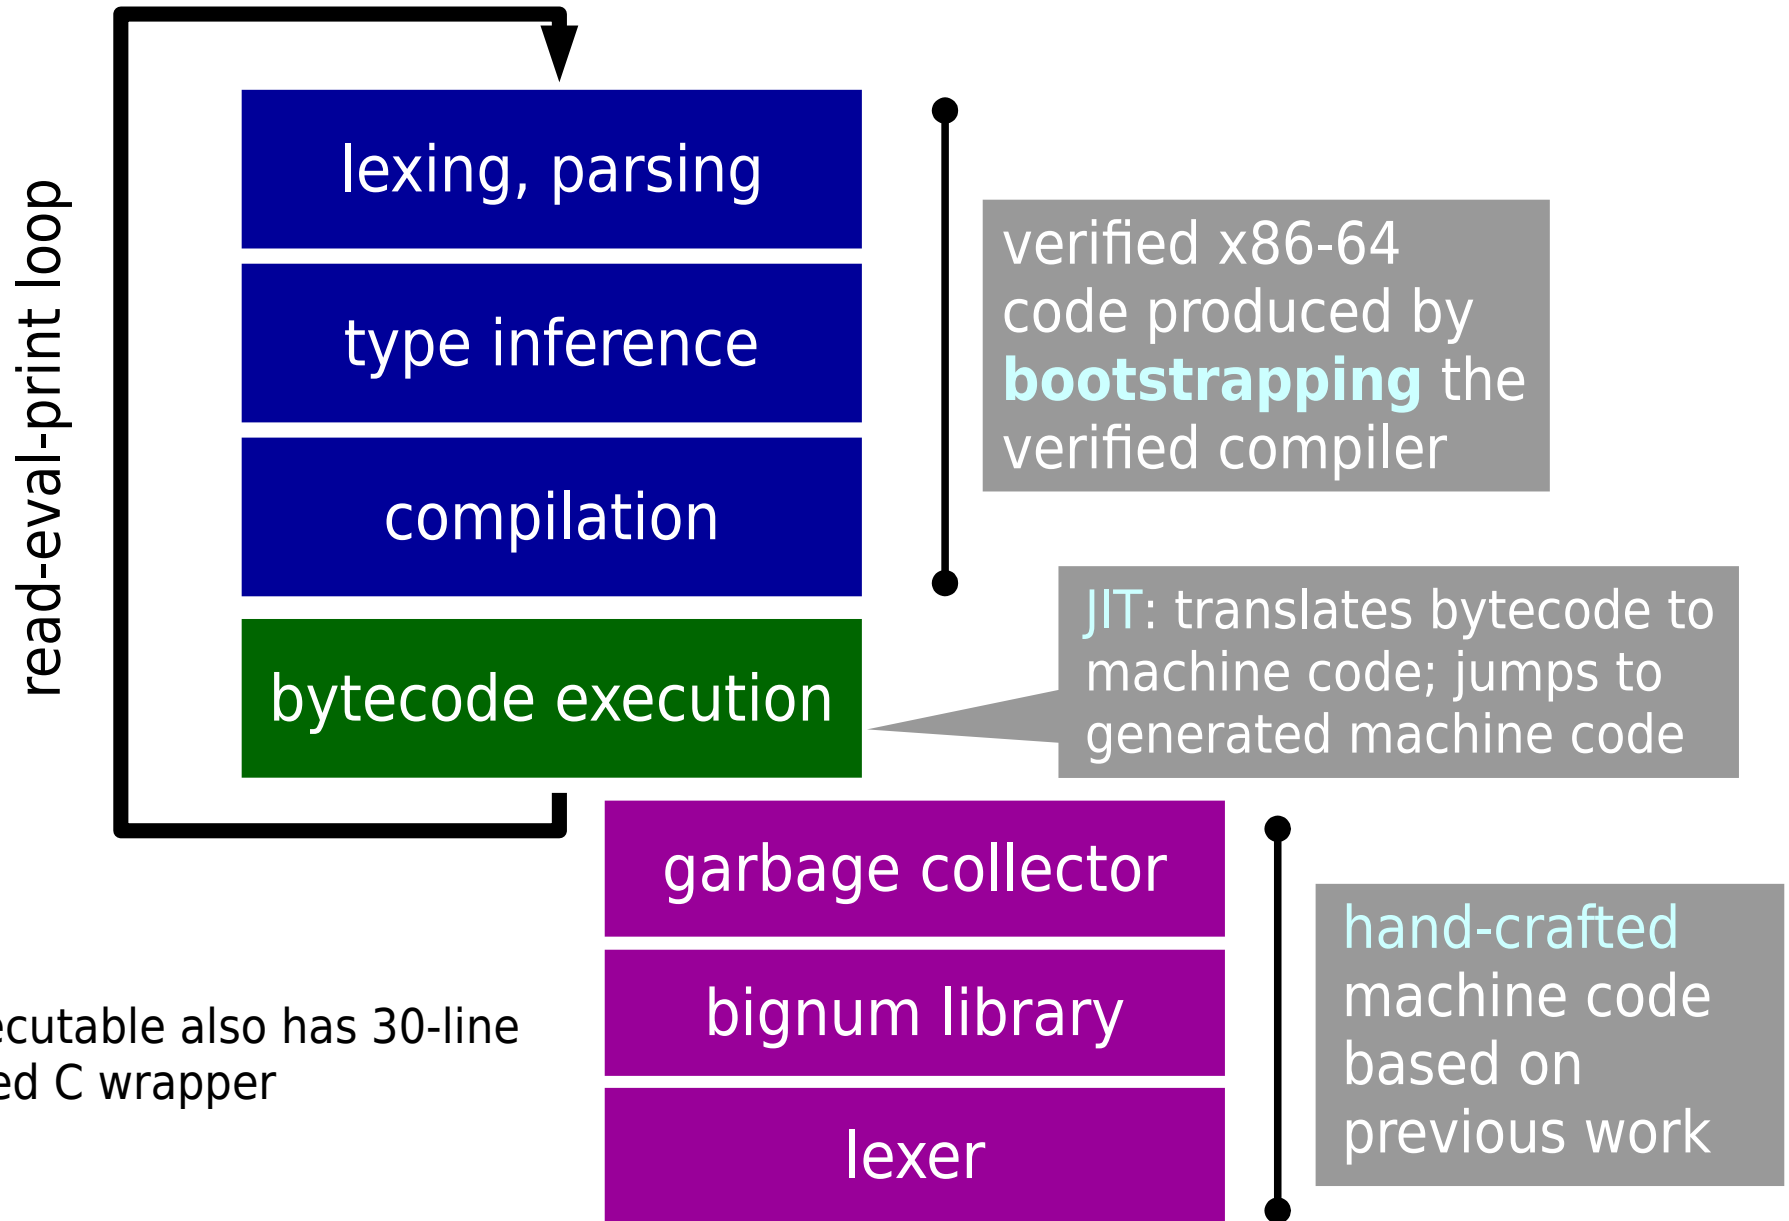 read-eval-print loop
lexing, parsing
type inference
compilation
bytecode execution
verified x86-64
code produced by
bootstrapping the
verified compiler
JIT: translates bytecode to
machine code; jumps to
generated machine code
garbage collector
bignum library
lexer
hand-crafted
machine code
based on
previous work
also has 30-line
C wrapper